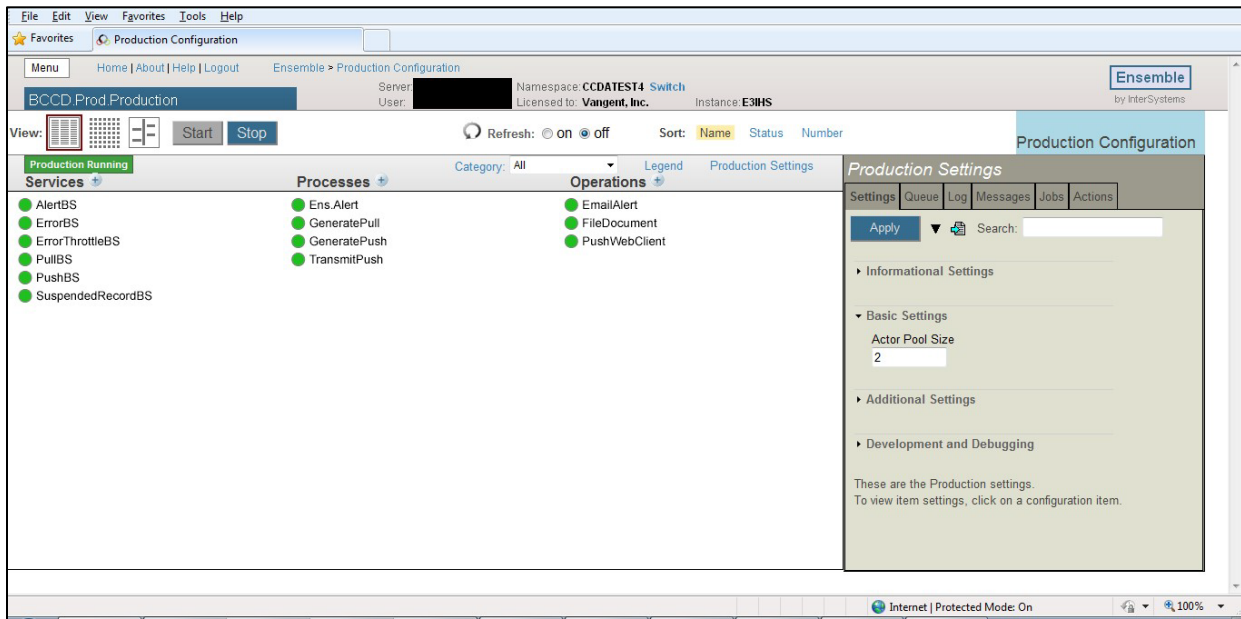 File Edit View Favorites Tools Help
Favorites Production Configuration
Menu Home | About | Help | Logout Ensemble > Production Configuration
Server: Namespace: CCDATEST4 Switch
User: Licensed to: Vangent, Inc. Instance: E3IHS
BCCD.Prod.Production
Ensemble
by InterSystems
View: Start Stop Refresh: on off Sort: Name Status Number
Production Configuration
Production Running
Category: All Legend Production Settings
Services Processes Operations
AlertBS Ens.Alert EmailAlert
ErrorBS GeneratePull FileDocument
ErrorThrottleBS GeneratePush PushWebClient
PullBS TransmitPush
PushBS
SuspendedRecordBS
Production Settings
Settings Queue Log Messages Jobs Actions
Apply Search:
Informational Settings
Basic Settings
Actor Pool Size
2
Additional Settings
Development and Debugging
These are the Production settings.
To view item settings, click on a configuration item.
Internet | Protected Mode: On 100%